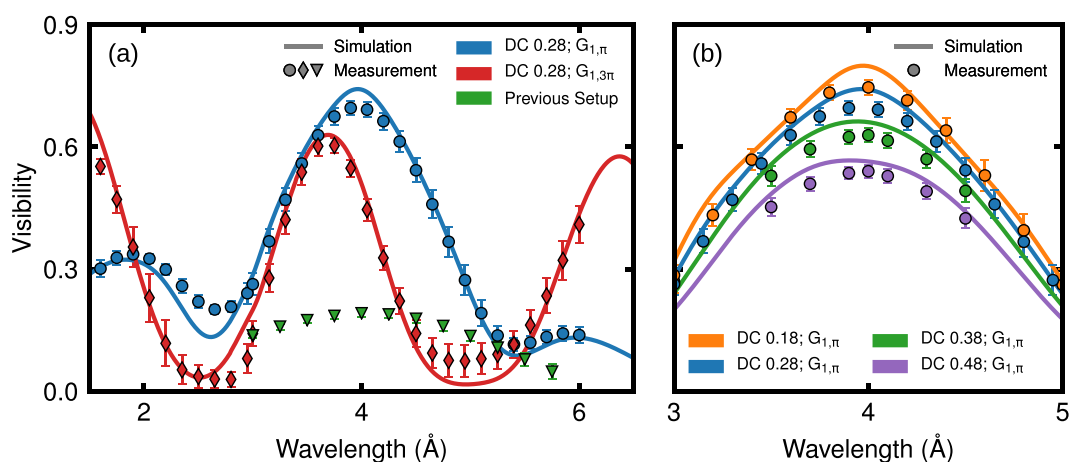 (a)
Simulation
Measurement
DC 0.28; G1,π
DC 0.28; G1,3π
Previous Setup
0.9
0.6
0.3
0.0
Visibility
2
4
6
Wavelength (Å)
(b)
Simulation
Measurement
DC 0.18; G1,π
DC 0.28; G1,π
DC 0.38; G1,π
DC 0.48; G1,π
3
4
5
Wavelength (Å)